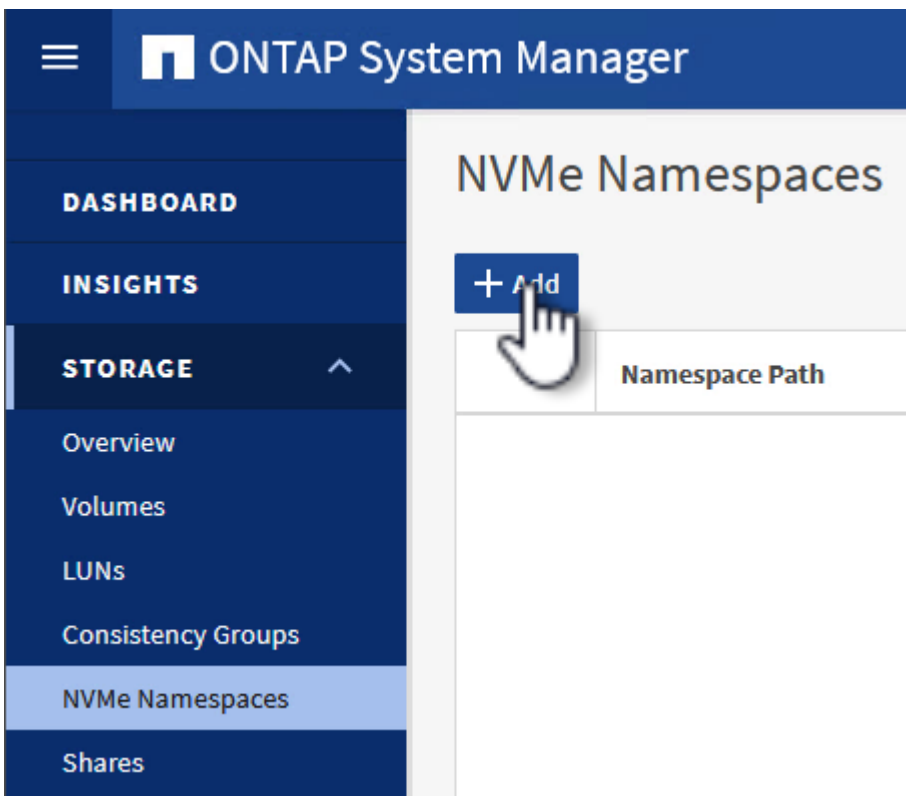 ONTAP System Manager
DASHBOARD
INSIGHTS
STORAGE
Overview
Volumes
LUNs
Consistency Groups
NVMe Namespaces
Shares
NVMe Namespaces
+ Add
Namespace Path